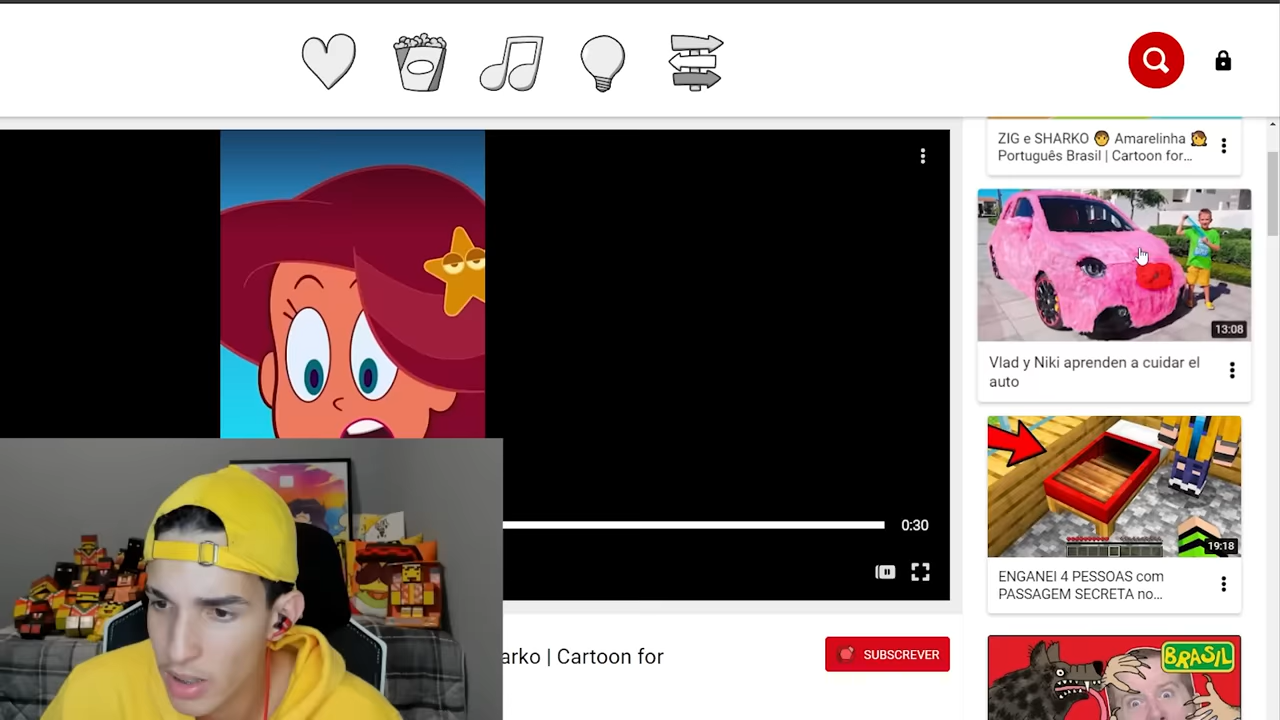 ZIG e SHARKO 🧑 Amarelinha 🙋
Português Brasil | Cartoon for…
13:08
Vlad y Niki aprenden a cuidar el
auto
19:18
ENGANEI 4 PESSOAS com
PASSAGEM SECRETA no…
BRASIL
0:30
arko | Cartoon for
SUBSCREVER